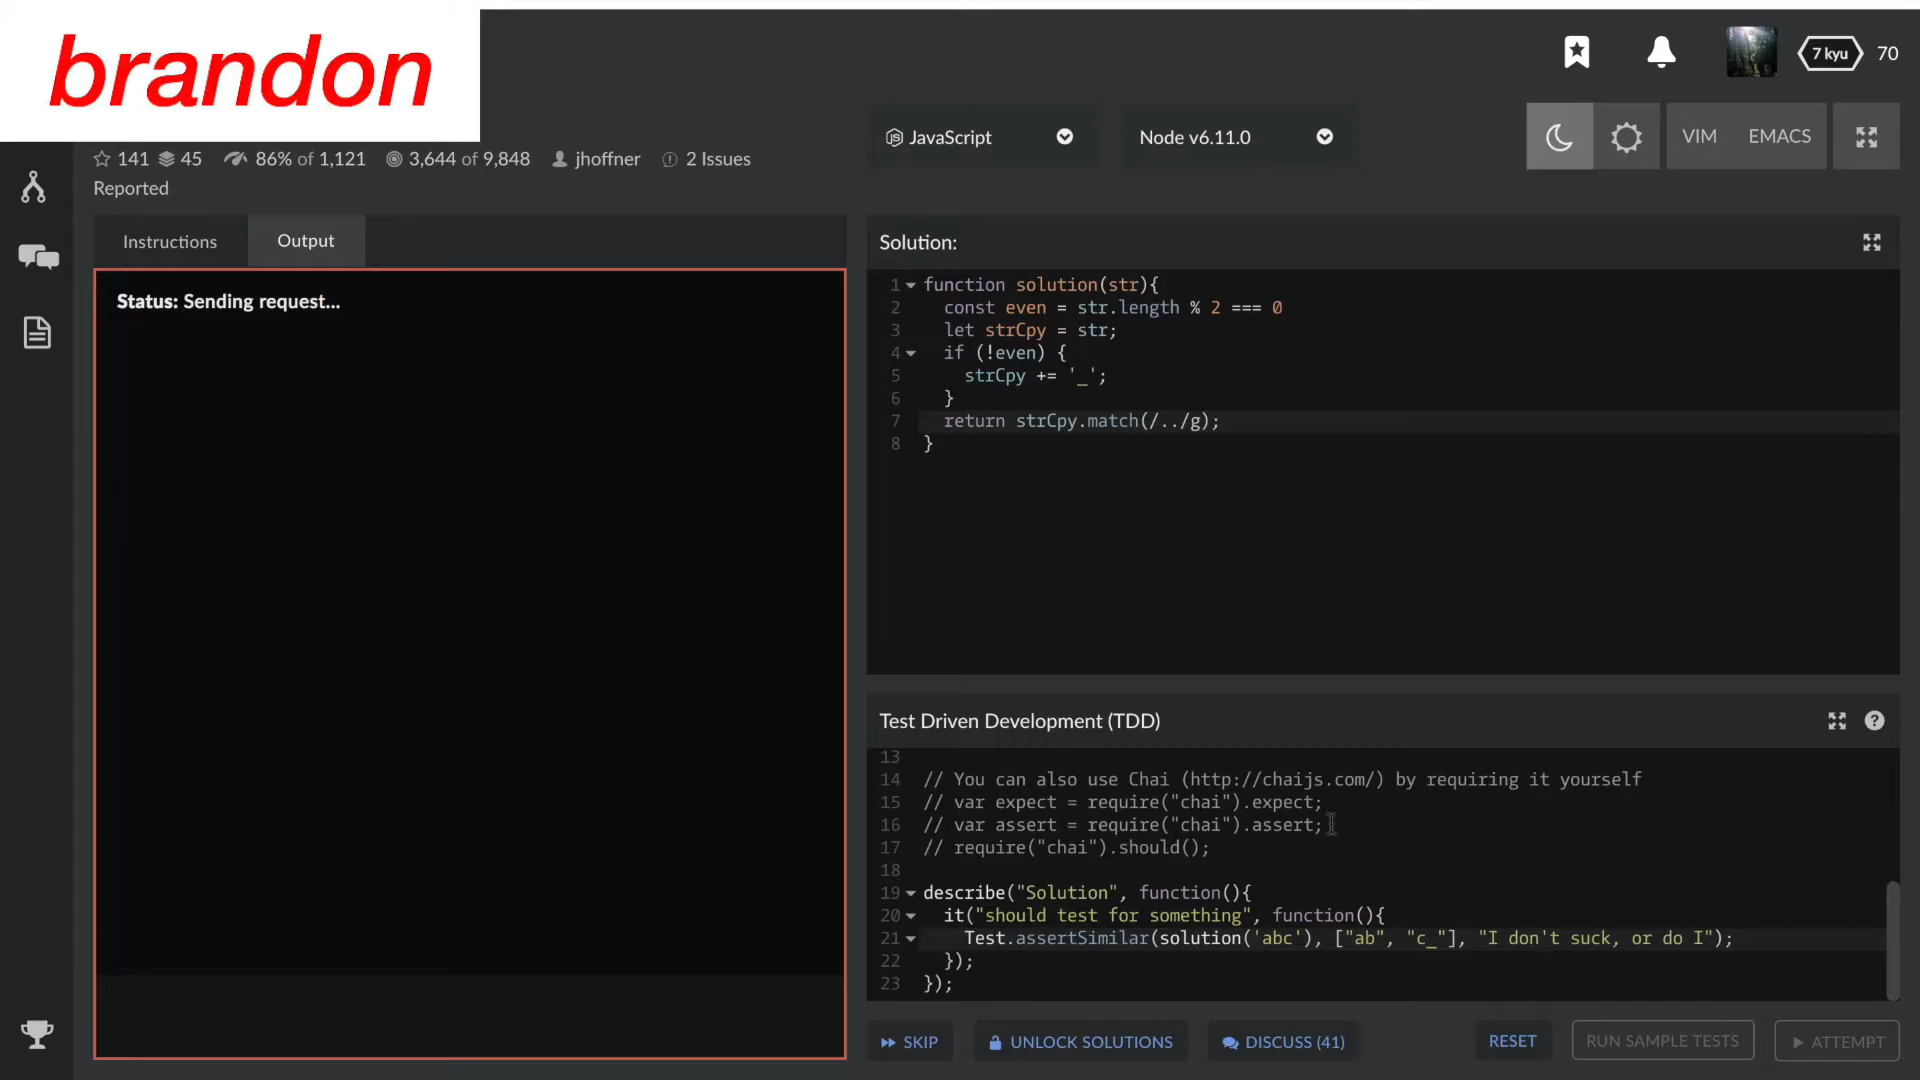 brandon
7 kyu
70
JavaScript
Node v6.11.0
VIM
EMACS
141 45 86% of 1,121 3,644 of 9,848 jhoffner 2 Issues
Reported
Instructions
Output
Status: Sending request...
Solution:
1 function solution(str){
2 const even = str.length % 2 === 0
3 let strCpy = str;
4 if (!even) {
5 strCpy += '_';
6 }
7 return strCpy.match(/../g);
8 }
Test Driven Development (TDD)
13
14 // You can also use Chai (http://chaijs.com/) by requiring it yourself
15 // var expect = require("chai").expect;
16 // var assert = require("chai").assert;
17 // require("chai").should();
18
19 describe("Solution", function(){
20 it("should test for something", function(){
21 Test.assertSimilar(solution('abc'), ["ab", "c_"], "I don't suck, or do I");
22 });
23 });
SKIP
UNLOCK SOLUTIONS
DISCUSS (41)
RESET
RUN SAMPLE TESTS
ATTEMPT